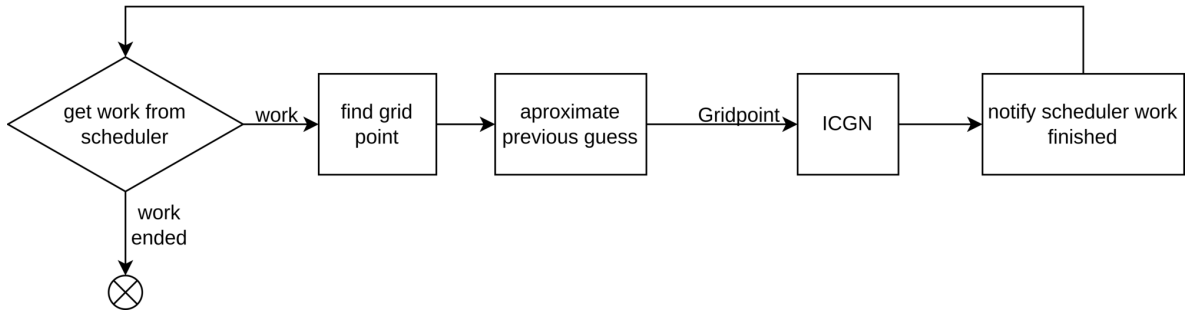 get work from
scheduler
work
find grid
point
aproximate
previous guess
Gridpoint
ICGN
notify scheduler work
finished
work
ended